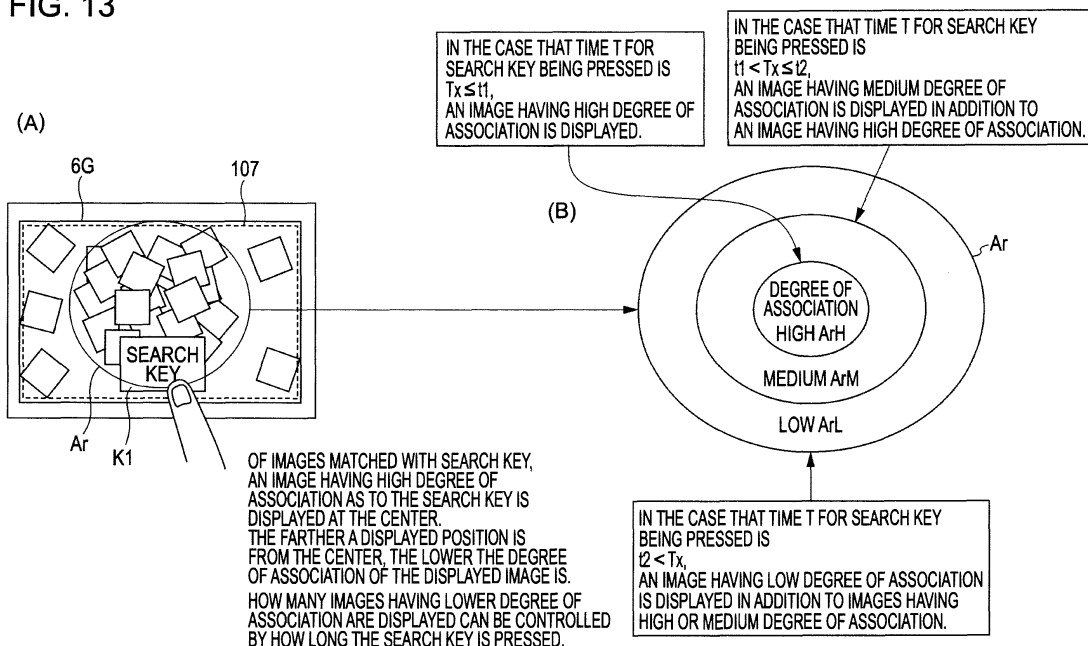 FIG. 13
(A)
6G
107
SEARCH
KEY
Ar
K1
OF IMAGES MATCHED WITH SEARCH KEY,
AN IMAGE HAVING HIGH DEGREE OF
ASSOCIATION AS TO THE SEARCH KEY IS
DISPLAYED AT THE CENTER.
THE FARTHER A DISPLAYED POSITION IS
FROM THE CENTER, THE LOWER THE DEGREE
OF ASSOCIATION OF THE DISPLAYED IMAGE IS.
HOW MANY IMAGES HAVING LOWER DEGREE OF
ASSOCIATION ARE DISPLAYED CAN BE CONTROLLED
BY HOW LONG THE SEARCH KEY IS PRESSED.
IN THE CASE THAT TIME T FOR
SEARCH KEY BEING PRESSED IS
Tx≤t1,
AN IMAGE HAVING HIGH DEGREE OF
ASSOCIATION IS DISPLAYED.
IN THE CASE THAT TIME T FOR SEARCH KEY
BEING PRESSED IS
t1<Tx≤t2,
AN IMAGE HAVING MEDIUM DEGREE OF
ASSOCIATION IS DISPLAYED IN ADDITION TO
AN IMAGE HAVING HIGH DEGREE OF ASSOCIATION.
(B)
Ar
DEGREE OF
ASSOCIATION
HIGH ArH
MEDIUM ArM
LOW ArL
IN THE CASE THAT TIME T FOR SEARCH KEY
BEING PRESSED IS
t2<Tx,
AN IMAGE HAVING LOW DEGREE OF ASSOCIATION
IS DISPLAYED IN ADDITION TO IMAGES HAVING
HIGH OR MEDIUM DEGREE OF ASSOCIATION.